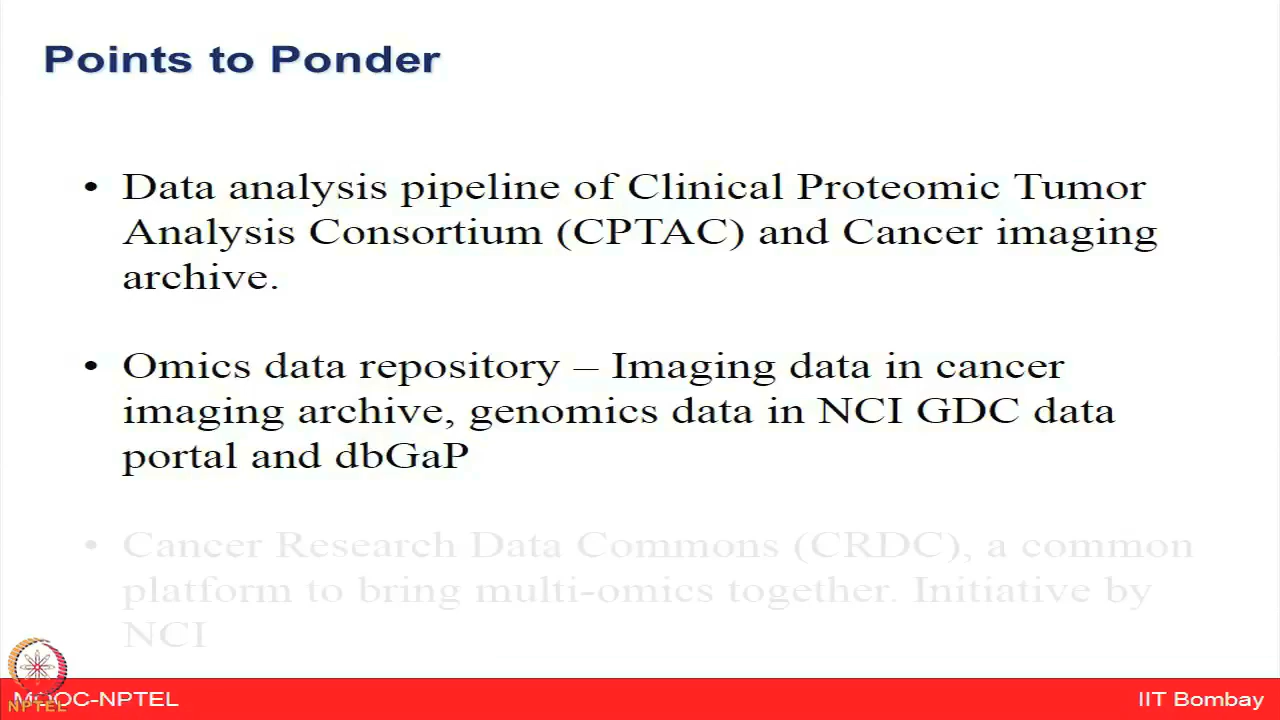 Points to Ponder
• Data analysis pipeline of Clinical Proteomic Tumor
Analysis Consortium (CPTAC) and Cancer imaging
archive.
• Omics data repository – Imaging data in cancer
imaging archive, genomics data in NCI GDC data
portal and dbGaP
• Cancer Research Data Commons (CRDC), a common
platform to bring multi-omics together. Initiative by
NCI
MOOC-NPTEL
NPTEL
IIT Bombay